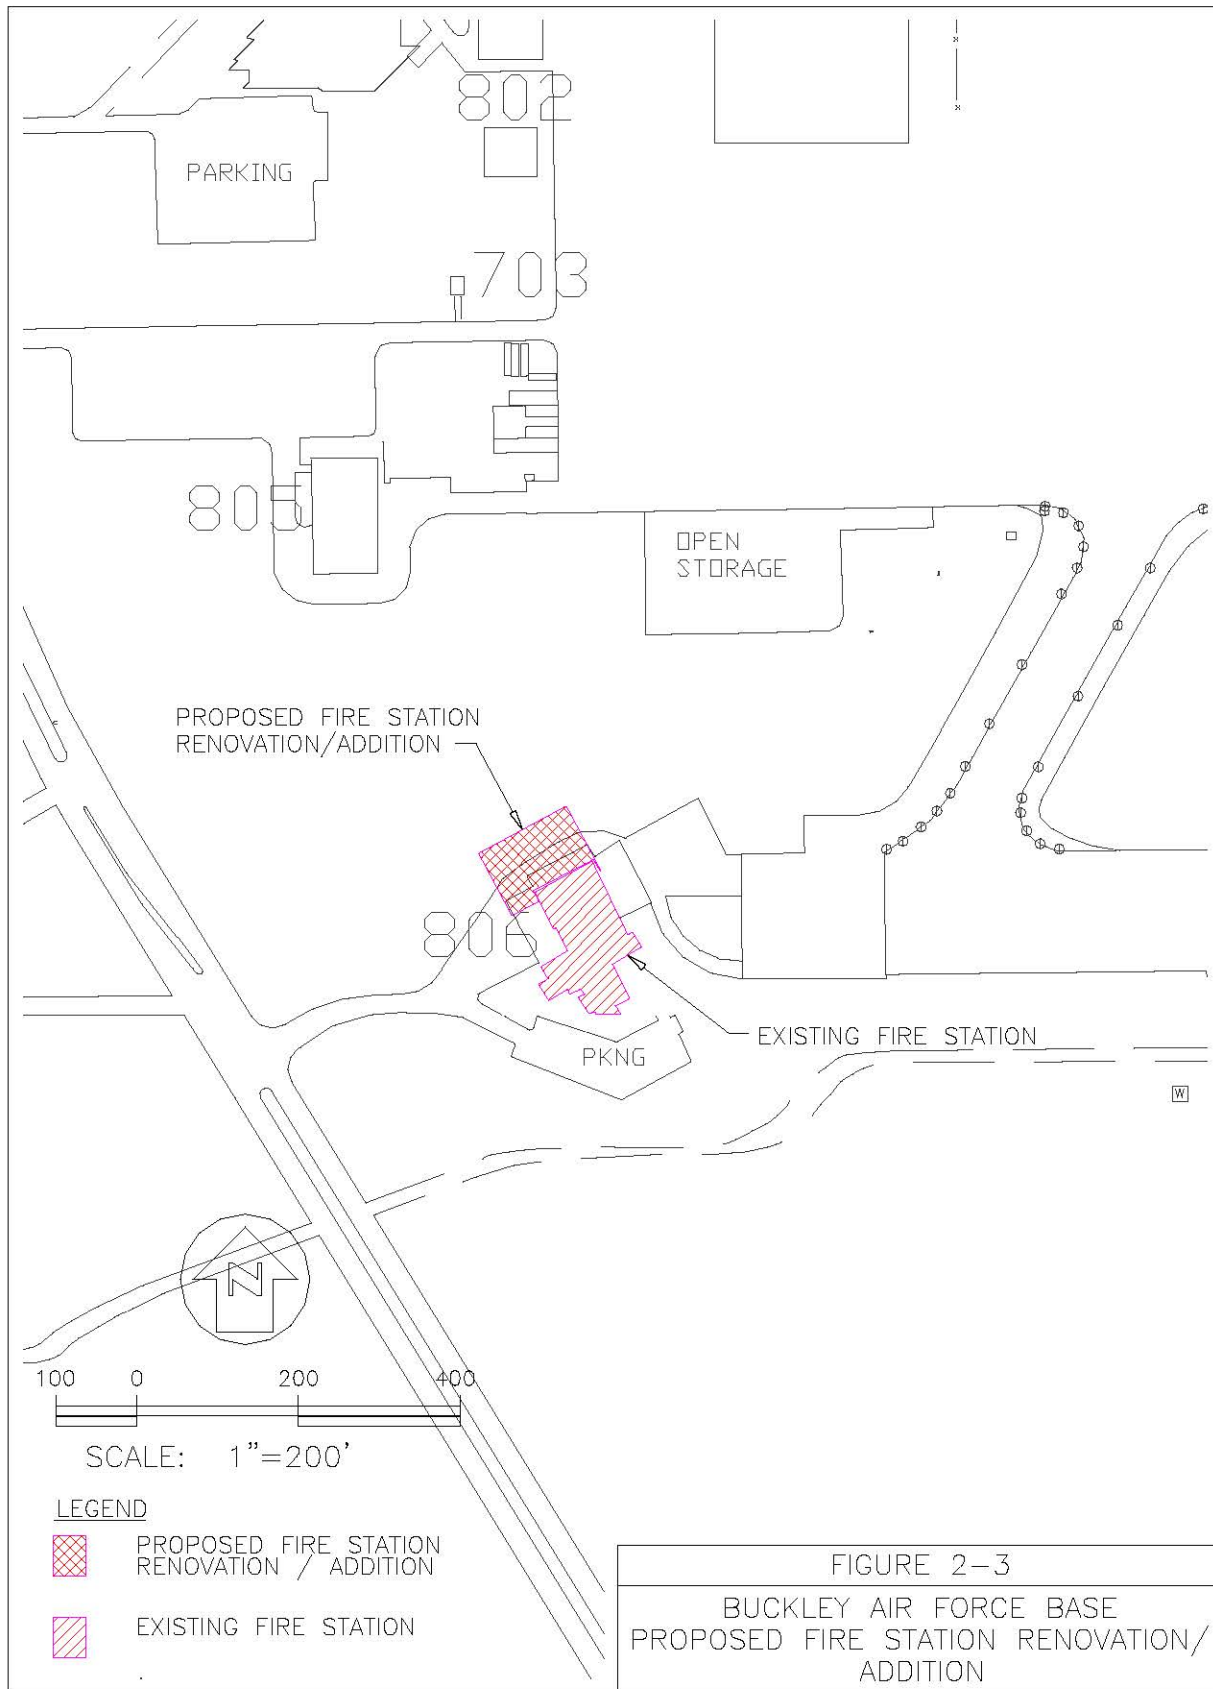 802
PARKING
703
OPEN
STORAGE
PROPOSED FIRE STATION
RENOVATION/ADDITION
806
EXISTING FIRE STATION
PKNG
W
N
100 0 200 400
SCALE: 1"=200'
LEGEND
PROPOSED FIRE STATION
RENOVATION / ADDITION
EXISTING FIRE STATION
FIGURE 2-3
BUCKLEY AIR FORCE BASE
PROPOSED FIRE STATION RENOVATION/
ADDITION